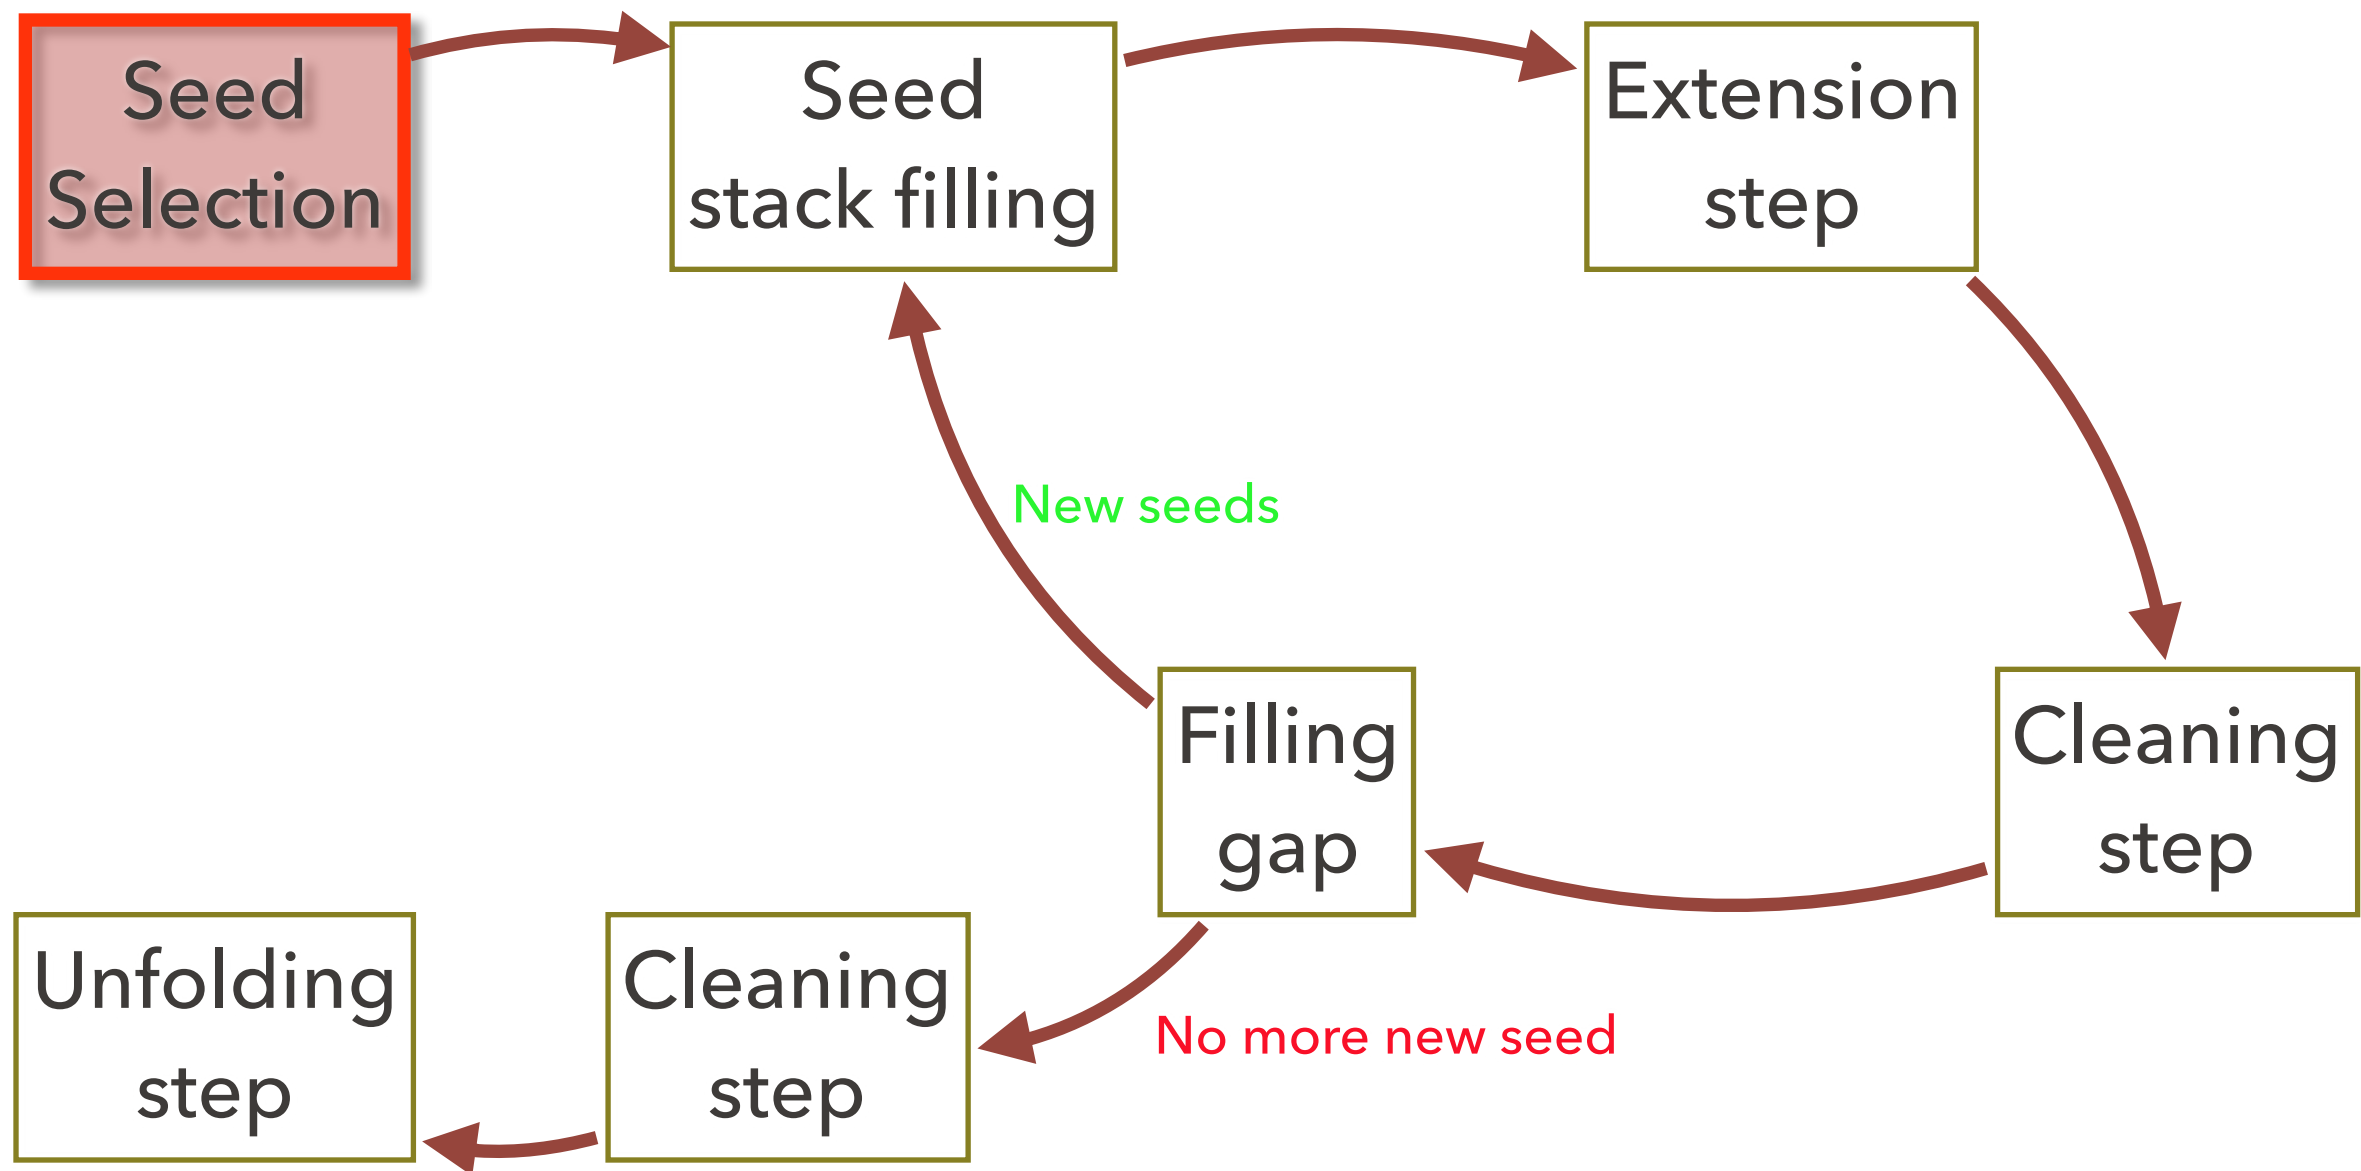 Seed
Selection
Seed
stack filling
Extension
step
New seeds
Filling
gap
Cleaning
step
No more new seed
Cleaning
step
Unfolding
step